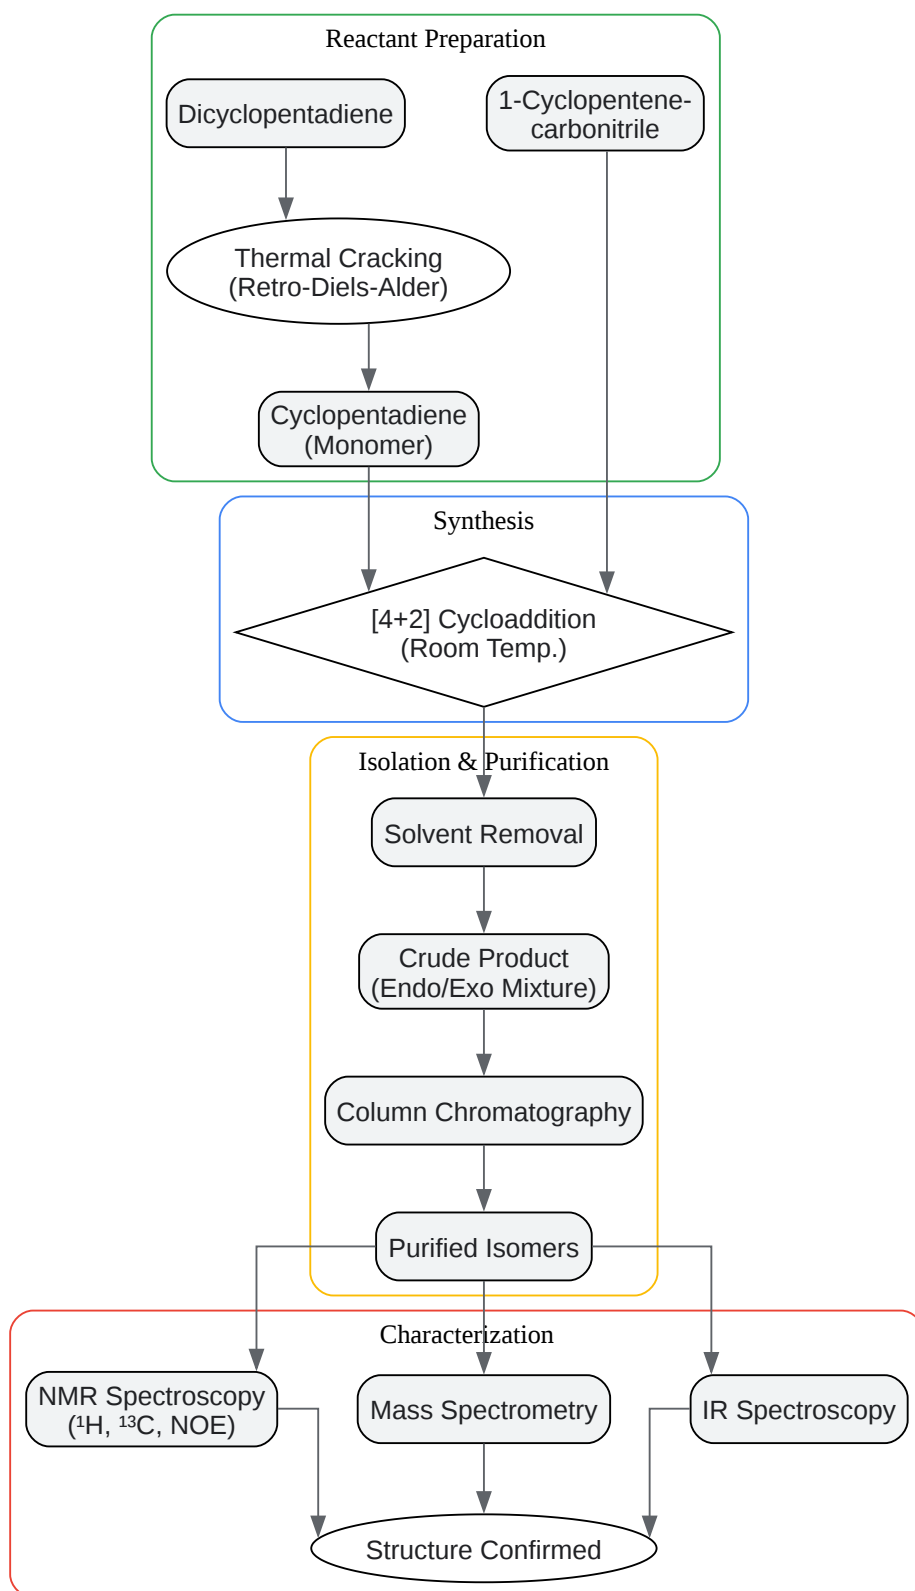 Reactant Preparation
Dicyclopentadiene
1-Cyclopentene-
carbonitrile
Thermal Cracking
(Retro-Diels-Alder)
Cyclopentadiene
(Monomer)
Synthesis
[4+2] Cycloaddition
(Room Temp.)
Isolation & Purification
Solvent Removal
Crude Product
(Endo/Exo Mixture)
Column Chromatography
Purified Isomers
Characterization
NMR Spectroscopy
(¹H, ¹³C, NOE)
Mass Spectrometry
IR Spectroscopy
Structure Confirmed